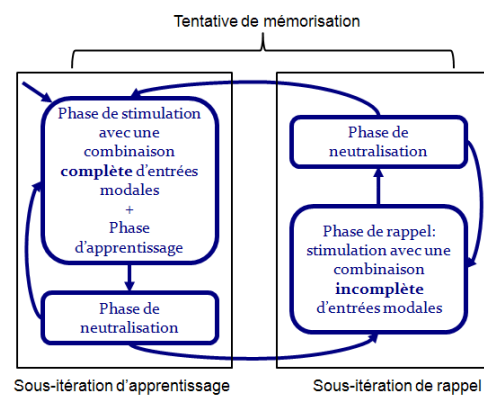 Tentative de mémorisation
Phase de stimulation
avec une
combinaison
complète d'entrées
modales
+
Phase
d'apprentissage
Phase de
neutralisation
Sous-itération d'apprentissage
Phase de
neutralisation
Phase de rappel:
stimulation avec une
combinaison
incomplète
d'entrées modales
Sous-itération de rappel